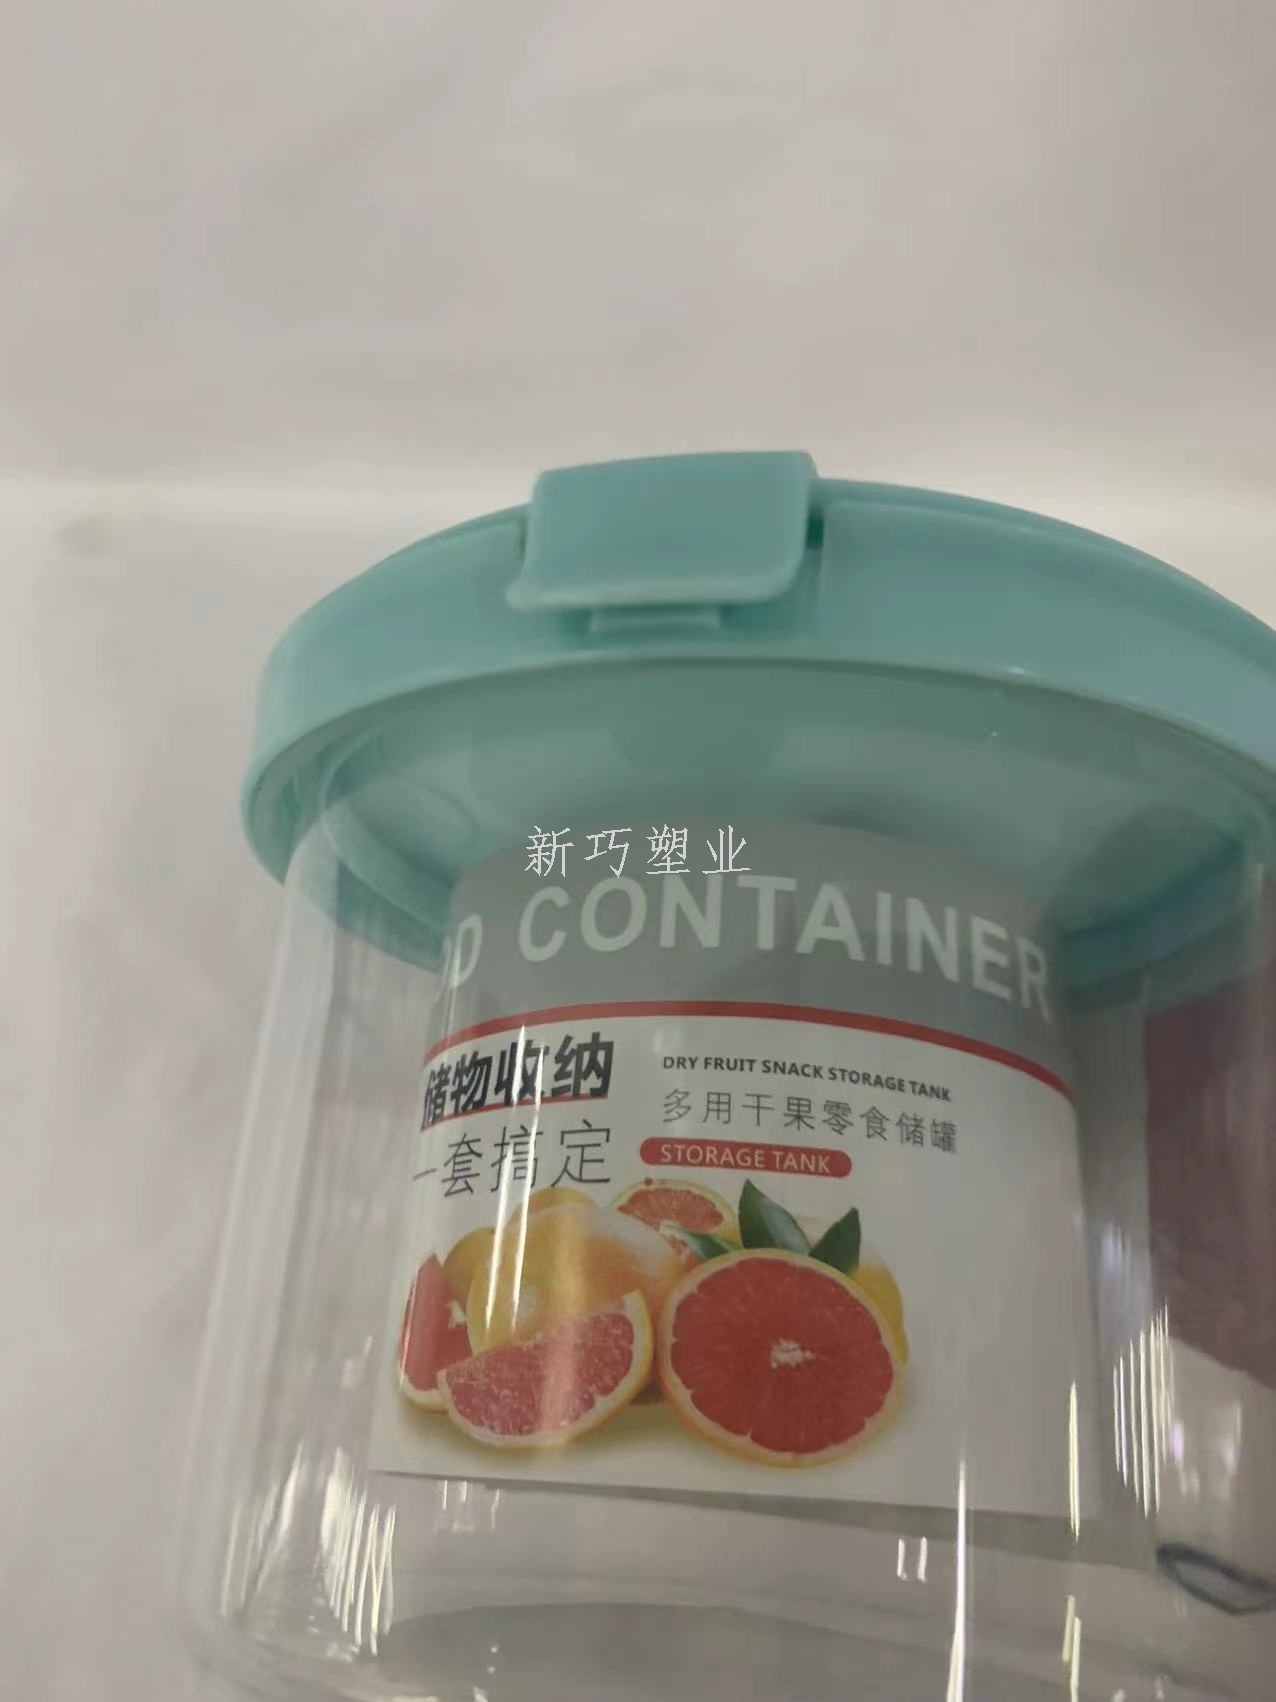 新巧塑业
CONTAINER
储物收纳
一套搞定
DRY FRUIT SNACK STORAGE TANK
多用干果零食储罐
STORAGE TANK